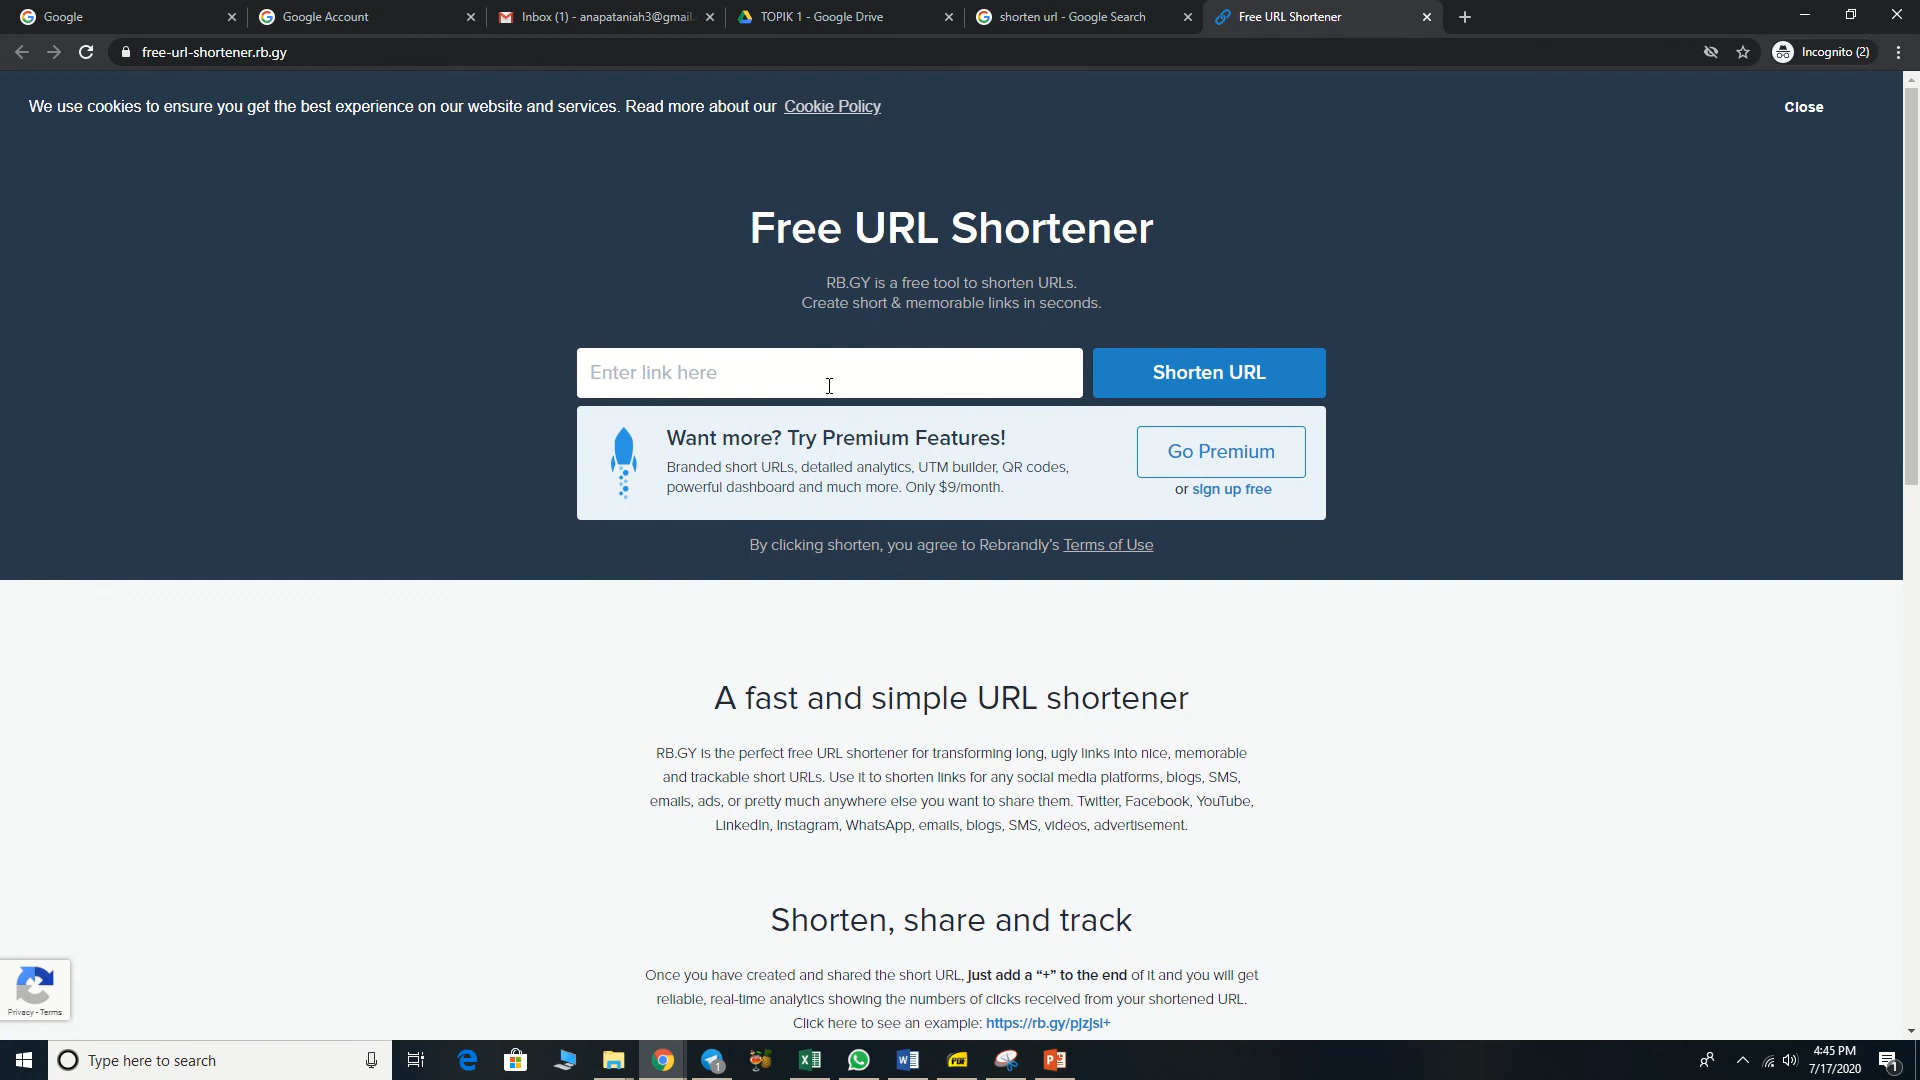 Google
Google Account
Inbox (1) - anapataniah3@gmail.
TOPIK 1 - Google Drive
shorten url - Google Search
Free URL Shortener
free-url-shortener.rb.gy
Incognito (2)
We use cookies to ensure you get the best experience on our website and services. Read more about our Cookie Policy
Close
Free URL Shortener
RB.GY is a free tool to shorten URLs.
Create short & memorable links in seconds.
Enter link here
Shorten URL
Want more? Try Premium Features!
Branded short URLs, detailed analytics, UTM builder, QR codes,
powerful dashboard and much more. Only $9/month.
Go Premium
or sign up free
By clicking shorten, you agree to Rebrandly’s Terms of Use
A fast and simple URL shortener
RB.GY is the perfect free URL shortener for transforming long, ugly links into nice, memorable
and trackable short URLs. Use it to shorten links for any social media platforms, blogs, SMS,
emails, ads, or pretty much anywhere else you want to share them. Twitter, Facebook, YouTube,
LinkedIn, Instagram, WhatsApp, emails, blogs, SMS, videos, advertisement.
Shorten, share and track
Once you have created and shared the short URL, just add a “+” to the end of it and you will get
reliable, real-time analytics showing the numbers of clicks received from your shortened URL.
Click here to see an example: https://rb.gy/pjzjsl+
Privacy - Terms
Type here to search
1
PDF
4:45 PM
7/17/2020
1